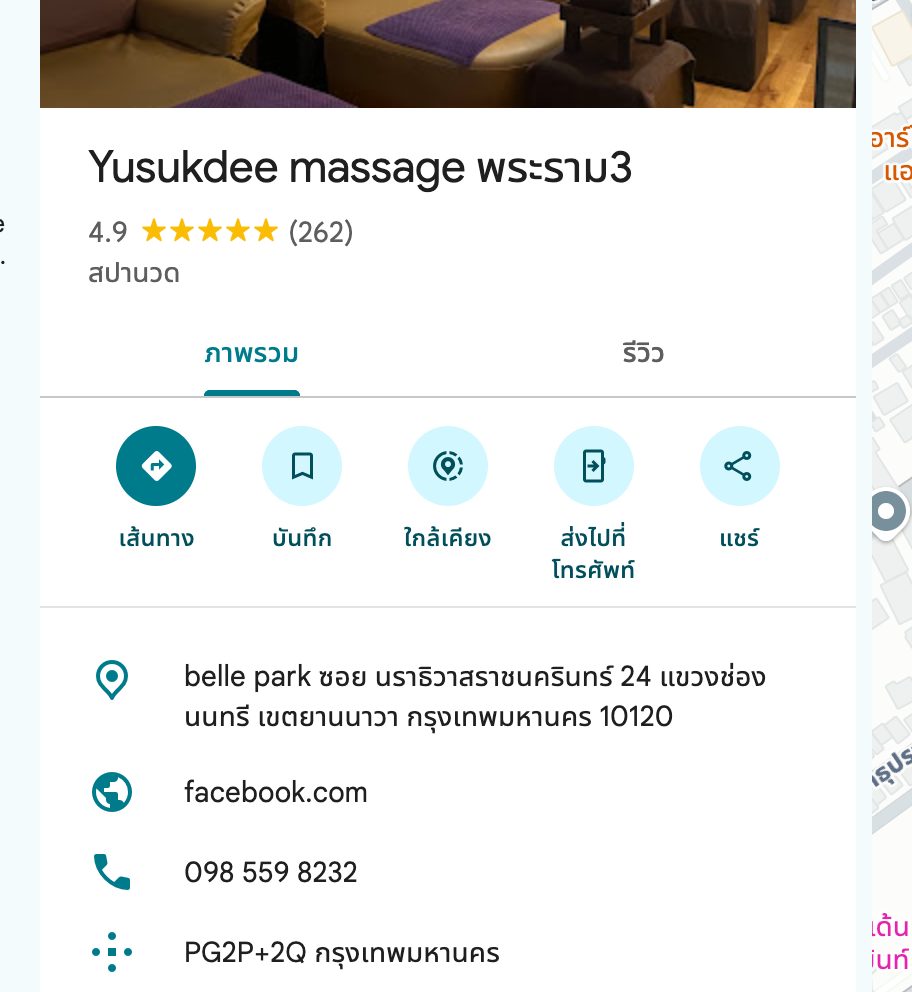 Yusukdee massage พระราม3
4.9 (262)
สปานวด
ภาพรวม
รีวิว
เส้นทาง
บันทึก
ใกล้เคียง
ส่งไปที่
โทรศัพท์
แชร์
belle park ซอย นราธิวาสราชนครินทร์ 24 แขวงช่อง
นนทรี เขตยานนาวา กรุงเทพมหานคร 10120
facebook.com
098 559 8232
PG2P+2Q กรุงเทพมหานคร